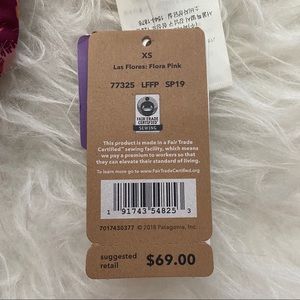 XS
Las Flores: Flora Pink
77325 LFFP SP19
FAIR TRADE
CERTIFIED
SEWING
This product is made in a Fair Trade
Certified™ sewing facility, which means
we pay a premium to workers so that
they can elevate their standard of living.
Learn more go to www.FairTradeCertified.org
1 91743 54825 3
7017430377 © 2018 Patagonia, Inc.
suggested
retail
$69.00